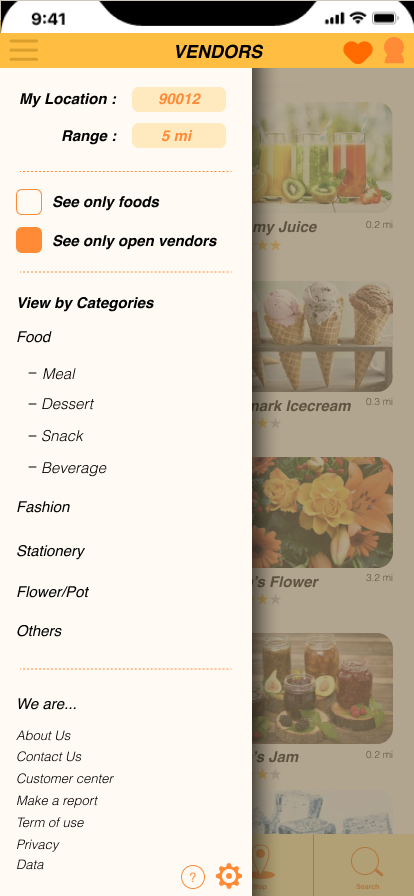 9:41
VENDORS
My Location : 90012
Range : 5 mi
See only foods
See only open vendors
View by Categories
Food
– Meal
– Dessert
– Snack
– Beverage
Fashion
Stationery
Flower/Pot
Others
We are...
About Us
Contact Us
Customer center
Make a report
Term of use
Privacy
Data
?
my Juice 0.2 mi
mark Icecream 0.3 mi
's Flower 3.2 mi
's Jam 0.2 mi
Search